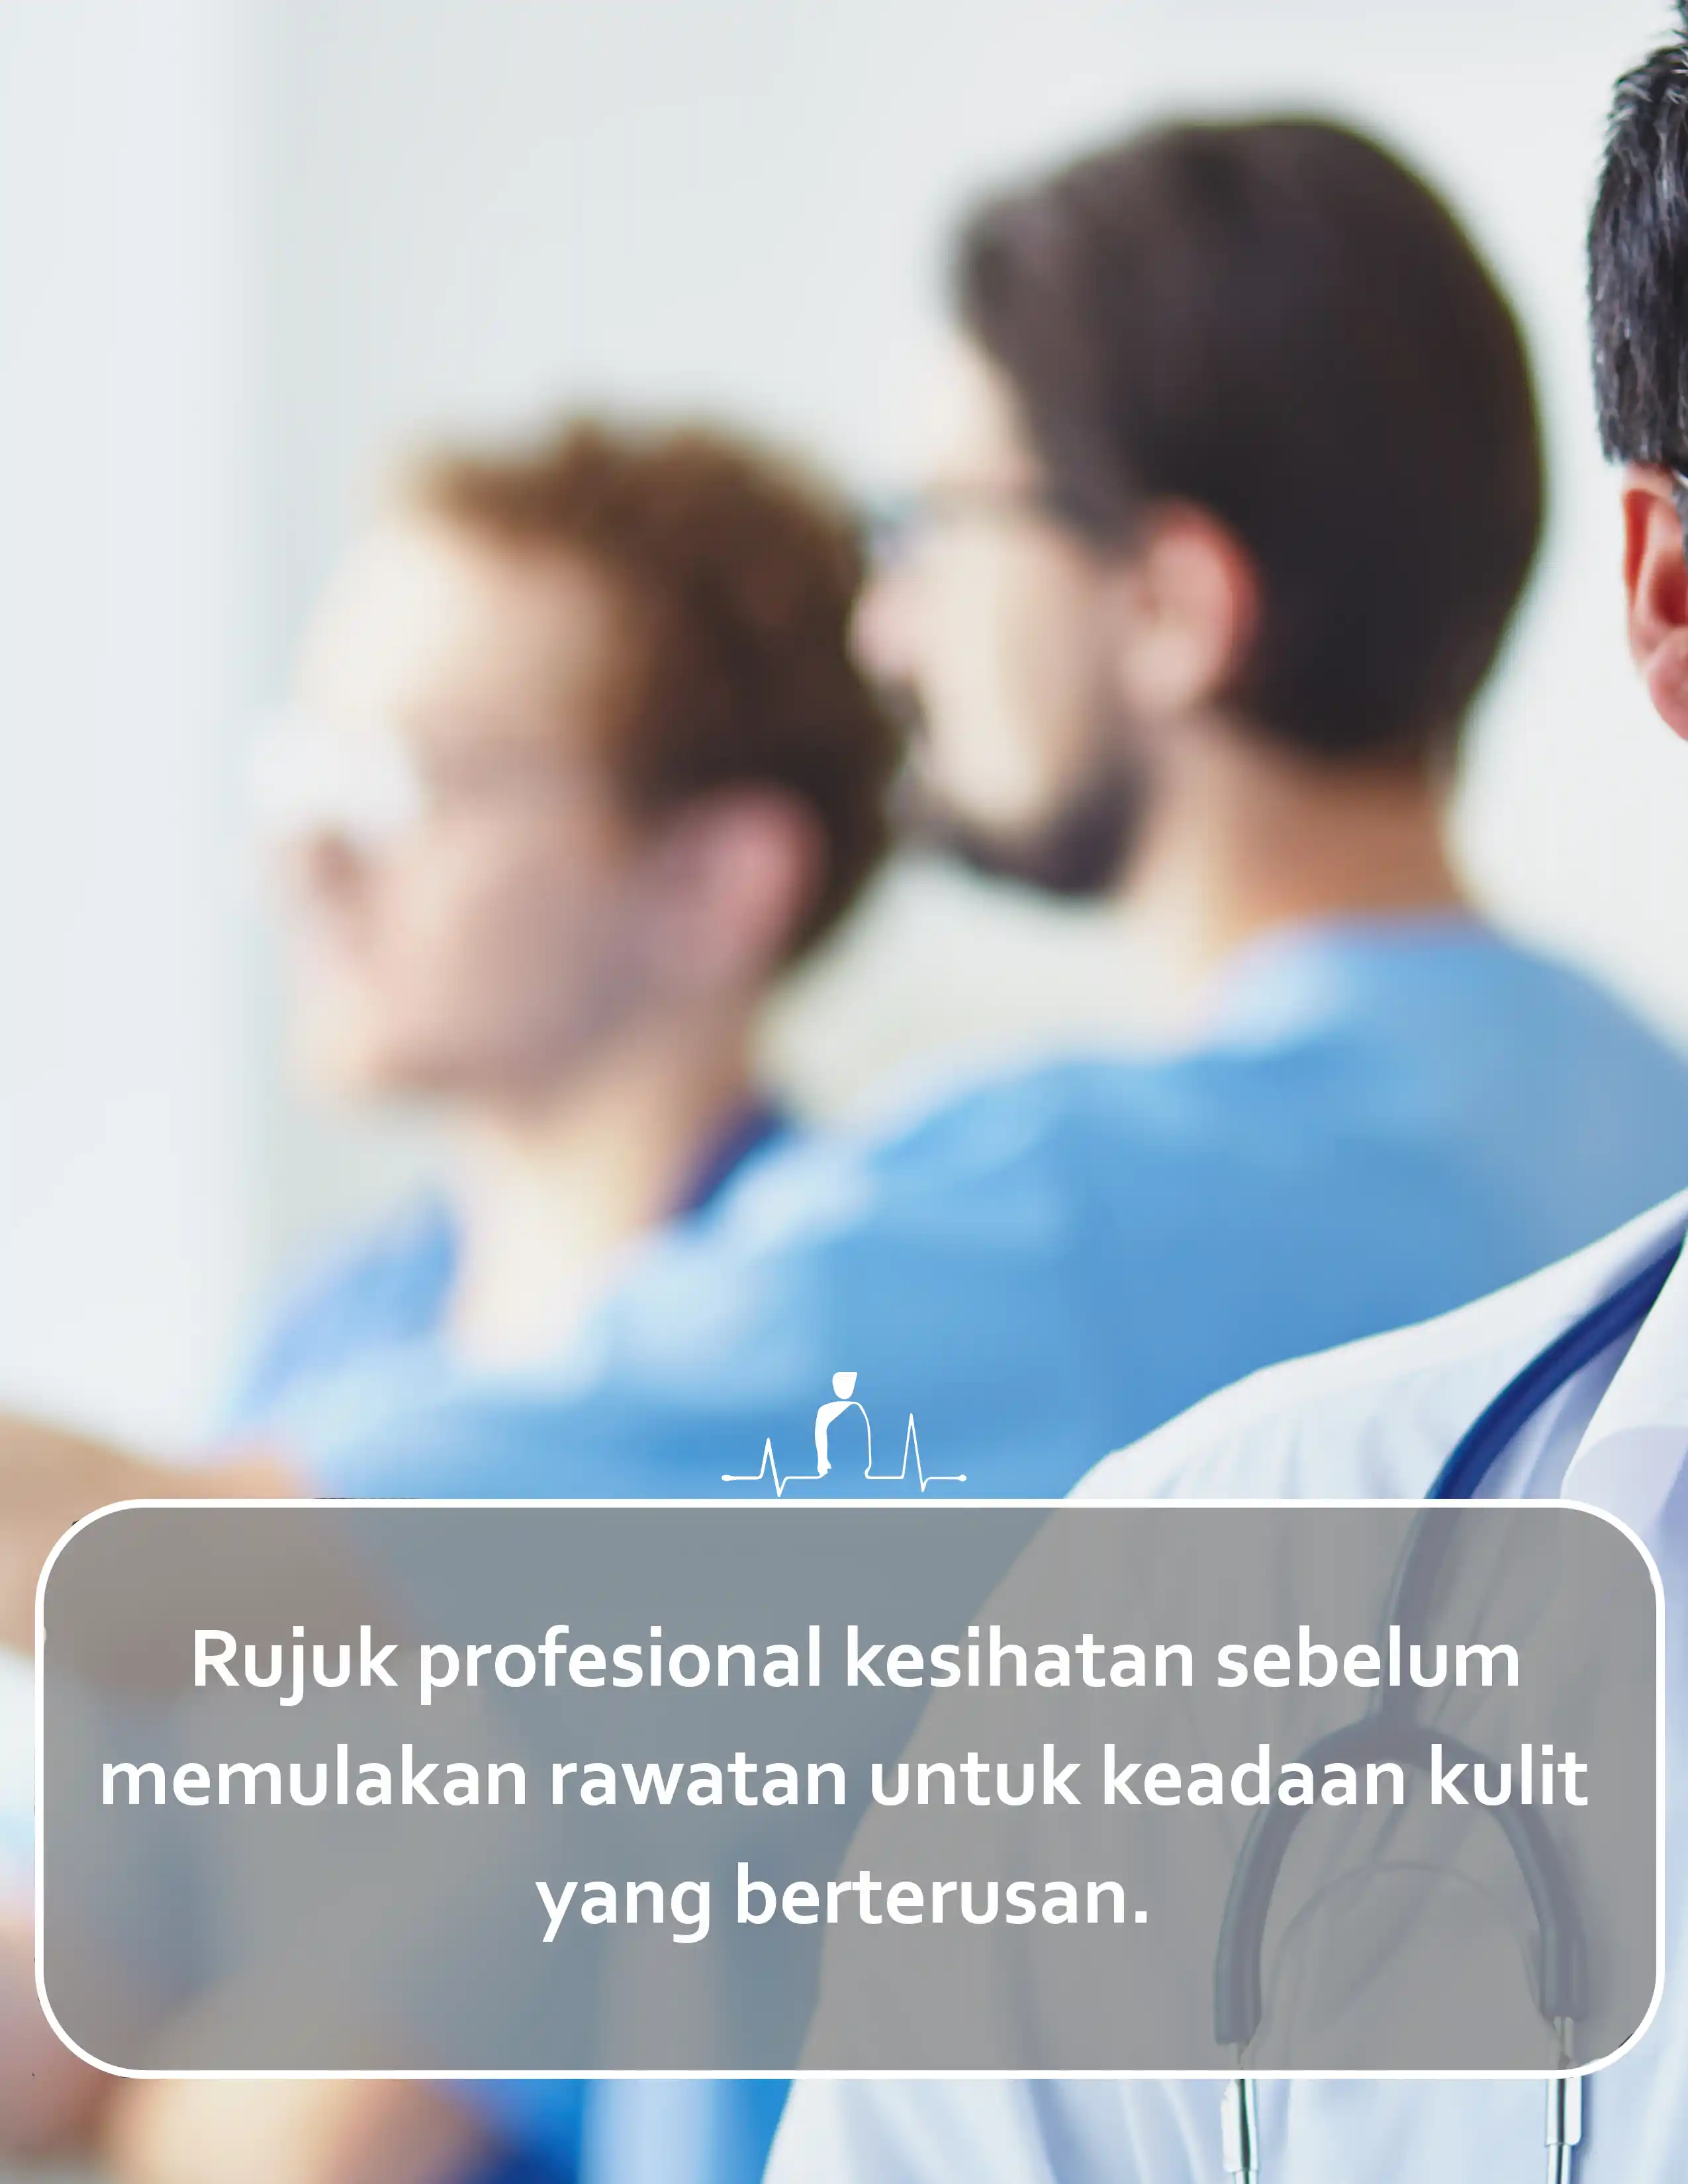 Rujuk profesional kesihatan sebelum
memulakan rawatan untuk keadaan kulit
yang berterusan.